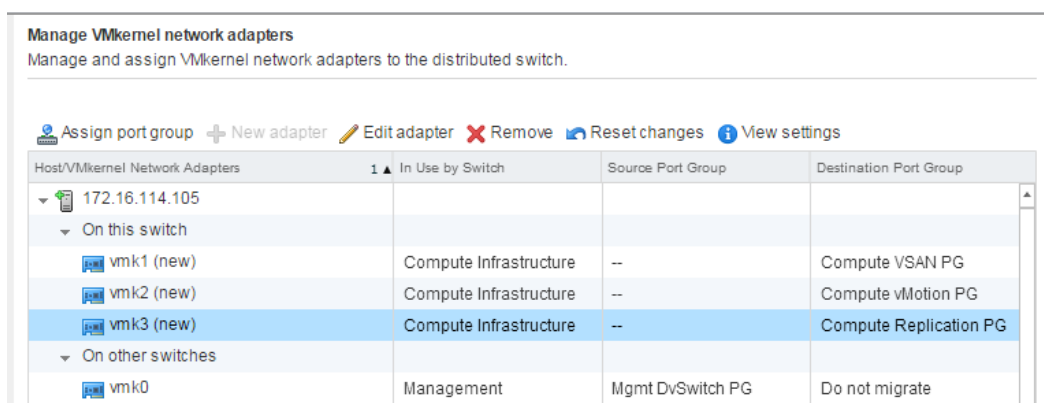 Manage VMkernel network adapters
Manage and assign VMkernel network adapters to the distributed switch.
Assign port group New adapter Edit adapter Remove Reset changes View settings
Host/VMkernel Network Adapters 1 ▲ In Use by Switch Source Port Group Destination Port Group
172.16.114.105
On this switch
vmk1 (new) Compute Infrastructure -- Compute VSAN PG
vmk2 (new) Compute Infrastructure -- Compute vMotion PG
vmk3 (new) Compute Infrastructure -- Compute Replication PG
On other switches
vmk0 Management Mgmt DvSwitch PG Do not migrate